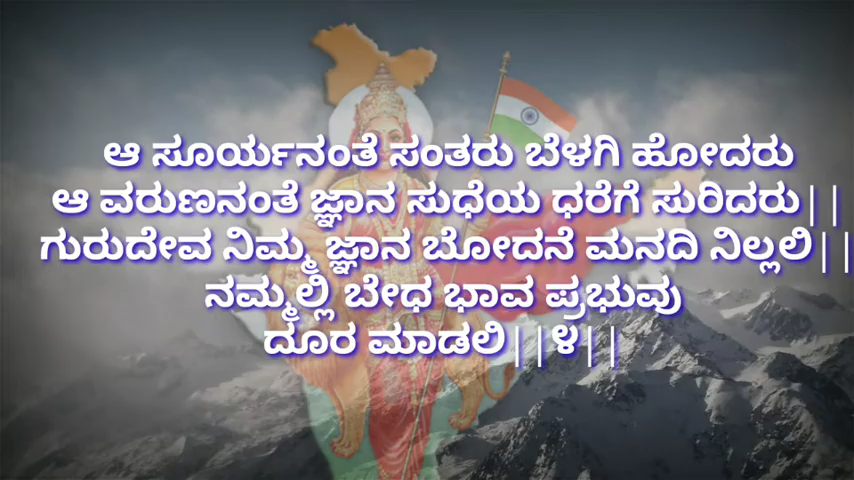 ಆ ಸೂರ್ಯನಂತೆ ಸಂತರು ಬೆಳಗಿ ಹೋದರು
ಆ ವರುಣನಂತೆ ಜ್ಞಾನ ಸುಧೆಯ ಧರೆಗೆ ಸುರಿದರು||
ಗುರುದೇವ ನಿಮ್ಮ ಜ್ಞಾನ ಬೋದನೆ ಮನದಿ ನಿಲ್ಲಲಿ||
ನಮ್ಮಲ್ಲಿ ಬೇಧ ಭಾವ ಪ್ರಭುವು
ದೂರ ಮಾಡಲಿ||೪||